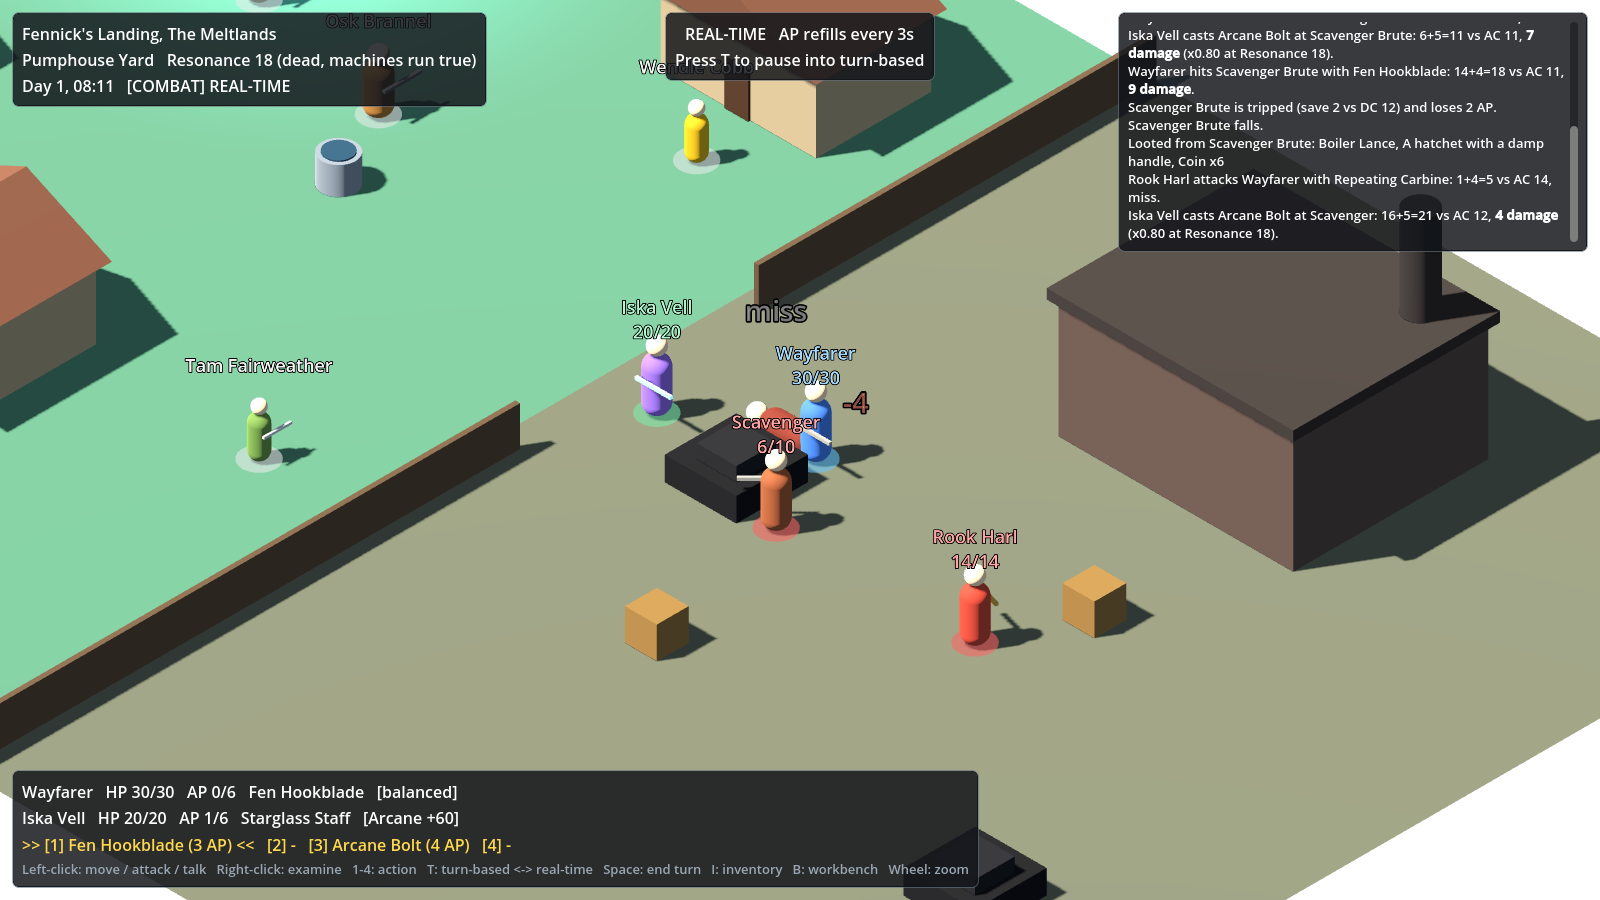 Osk Brannel
Fennick's Landing, The Meltlands
Pumphouse Yard   Resonance 18 (dead, machines run true)
Day 1, 08:11   [COMBAT] REAL-TIME
REAL-TIME   AP refills every 3s
Press T to pause into turn-based
Iska Vell casts Arcane Bolt at Scavenger Brute: 6+5=11 vs AC 11, 7
damage (x0.80 at Resonance 18).
Wayfarer hits Scavenger Brute with Fen Hookblade: 14+4=18 vs AC 11,
9 damage.
Scavenger Brute is tripped (save 2 vs DC 12) and loses 2 AP.
Scavenger Brute falls.
Looted from Scavenger Brute: Boiler Lance, A hatchet with a damp
handle, Coin x6
Rook Harl attacks Wayfarer with Repeating Carbine: 1+4=5 vs AC 14,
miss.
Iska Vell casts Arcane Bolt at Scavenger: 16+5=21 vs AC 12, 4 damage
(x0.80 at Resonance 18).
Iska Vell
20/20
miss
Wayfarer
30/30
Tam Fairweather
-4
Scavenger
6/10
Rook Harl
14/14
Wayfarer   HP 30/30   AP 0/6   Fen Hookblade   [balanced]
Iska Vell   HP 20/20   AP 1/6   Starglass Staff   [Arcane +60]
>> [1] Fen Hookblade (3 AP) <<   [2] -   [3] Arcane Bolt (4 AP)   [4] -
Left-click: move / attack / talk   Right-click: examine   1-4: action   T: turn-based <-> real-time   Space: end turn   I: inventory   B: workbench   Wheel: zoom